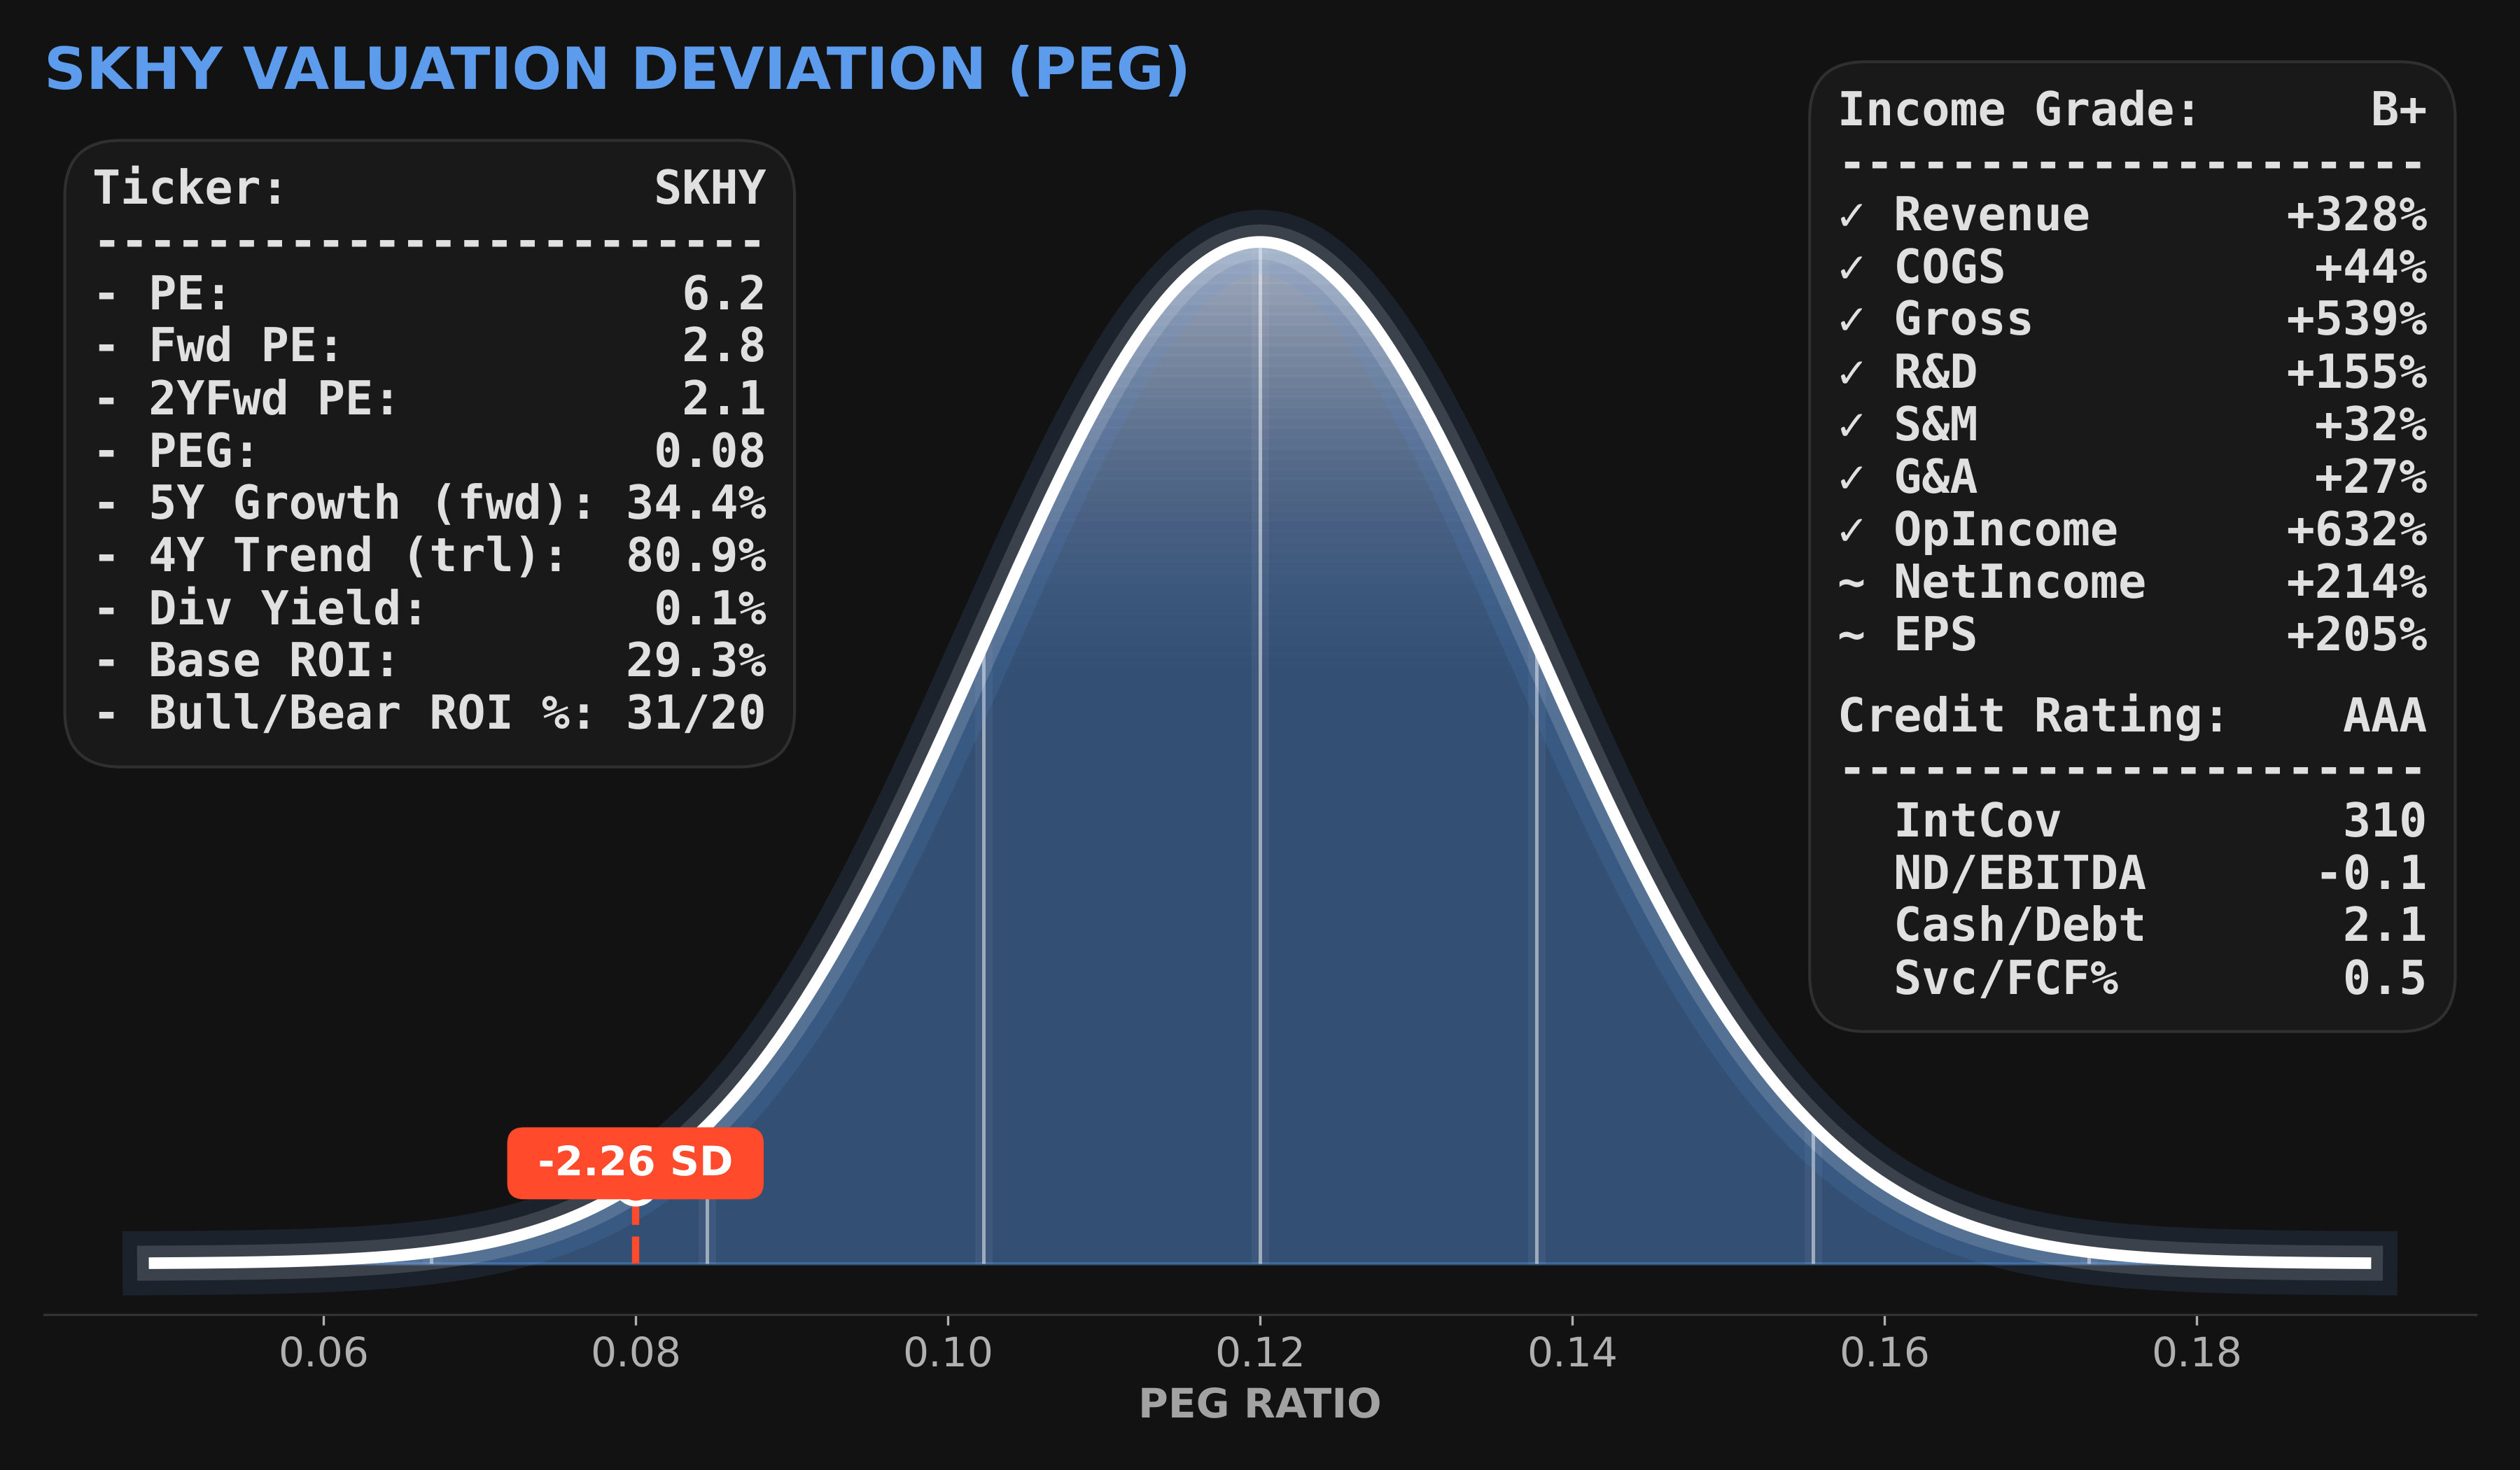 SKHY VALUATION DEVIATION (PEG)
Ticker: SKHY
------------------------
- PE: 6.2
- Fwd PE: 2.8
- 2YFwd PE: 2.1
- PEG: 0.08
- 5Y Growth (fwd): 34.4%
- 4Y Trend (trl): 80.9%
- Div Yield: 0.1%
- Base ROI: 29.3%
- Bull/Bear ROI %: 31/20
Income Grade: B+
---------------------
✓ Revenue +328%
✓ COGS +44%
✓ Gross +539%
✓ R&D +155%
✓ S&M +32%
✓ G&A +27%
✓ OpIncome +632%
~ NetIncome +214%
~ EPS +205%
Credit Rating: AAA
---------------------
IntCov 310
ND/EBITDA -0.1
Cash/Debt 2.1
Svc/FCF% 0.5
-2.26 SD
0.06 0.08 0.10 0.12 0.14 0.16 0.18
PEG RATIO